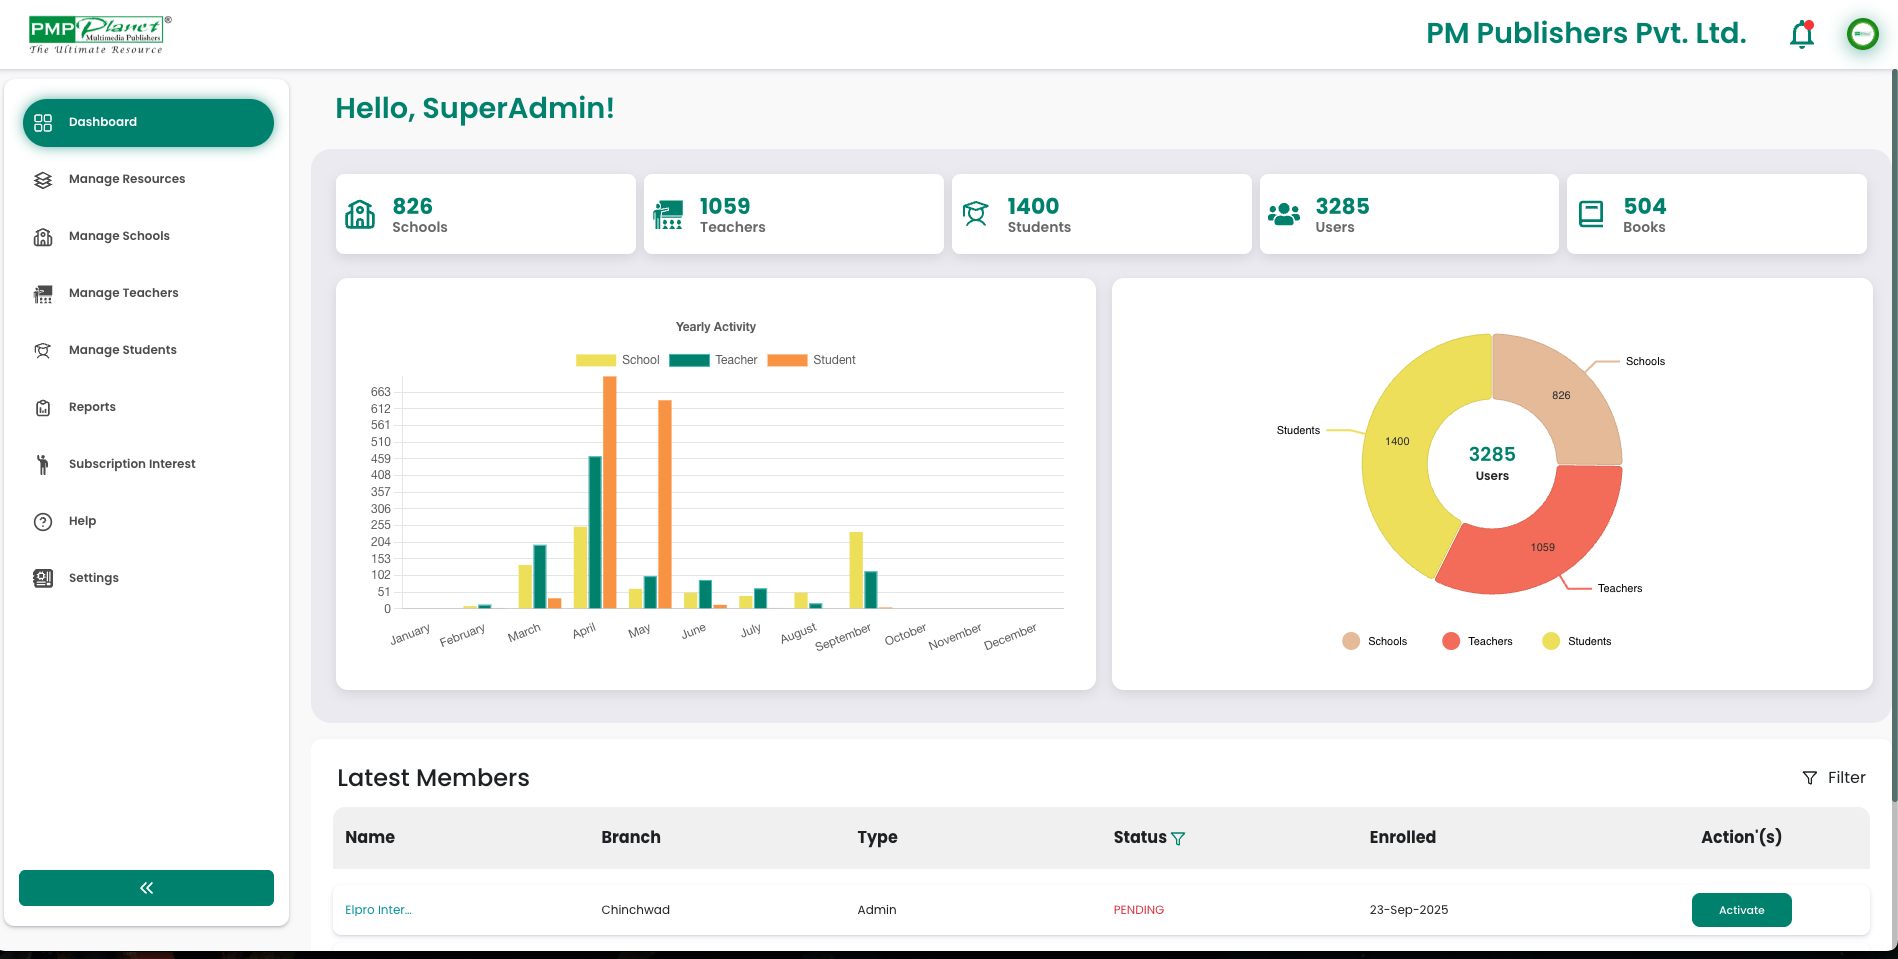 PMP Planet ®
Multimedia Publishers
The Ultimate Resource
PM Publishers Pvt. Ltd.
Dashboard
Manage Resources
Manage Schools
Manage Teachers
Manage Students
Reports
Subscription Interest
Help
Settings
Hello, SuperAdmin!
826
Schools
1059
Teachers
1400
Students
3285
Users
504
Books
Yearly Activity
School Teacher Student
663
612
561
510
459
408
357
306
255
204
153
102
51
0
January February March April May June July August September October November December
Schools
826
Students
1400
3285
Users
1059
Teachers
Schools Teachers Students
Latest Members
Filter
Name Branch Type Status Enrolled Action'(s)
Elpro Inter... Chinchwad Admin PENDING 23-Sep-2025 Activate